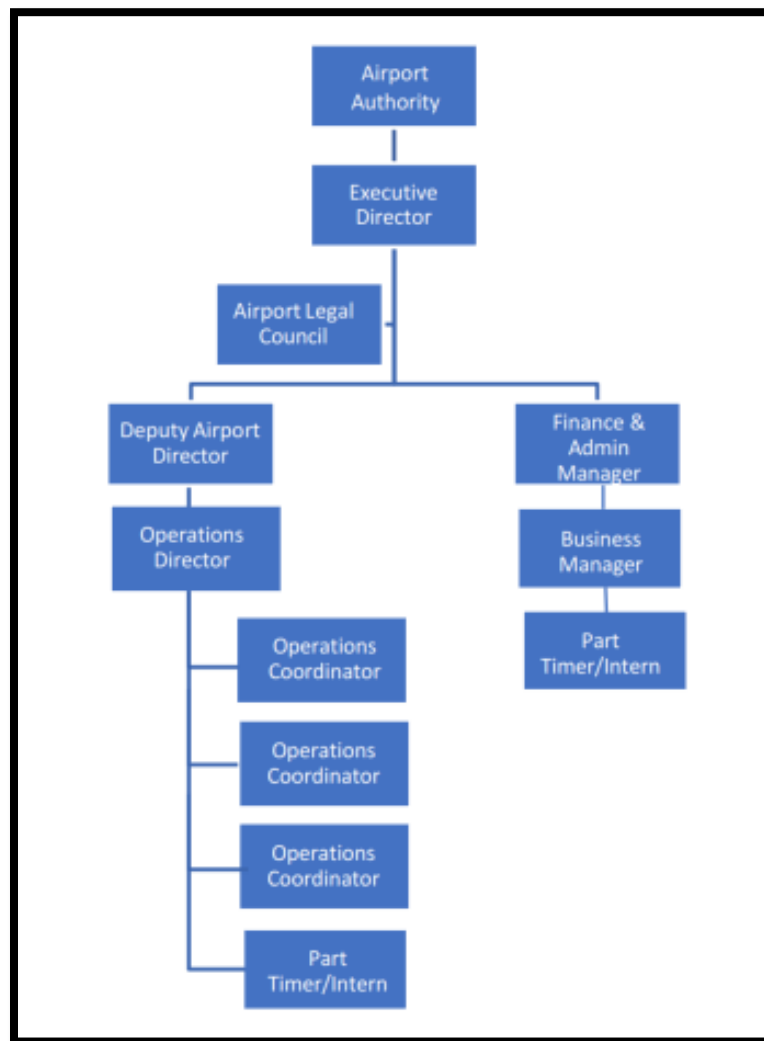 Airport
Authority
Executive
Director
Airport Legal
Council
Deputy Airport
Director
Finance &
Admin
Manager
Operations
Director
Business
Manager
Operations
Coordinator
Part
Timer/Intern
Operations
Coordinator
Operations
Coordinator
Part
Timer/Intern